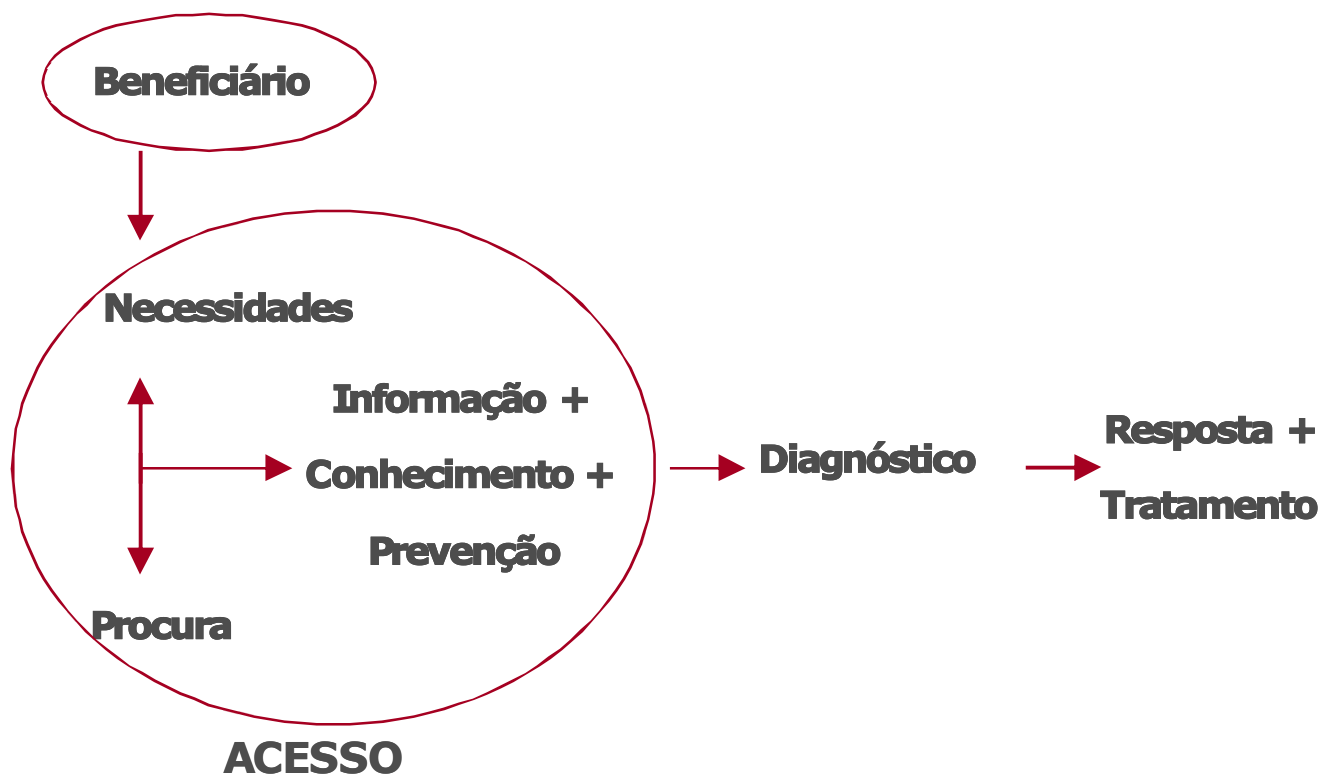 Beneficiário
Necessidades
Informação +
Conhecimento +
Prevenção
Procura
ACESSO
Diagnóstico
Resposta +
Tratamento